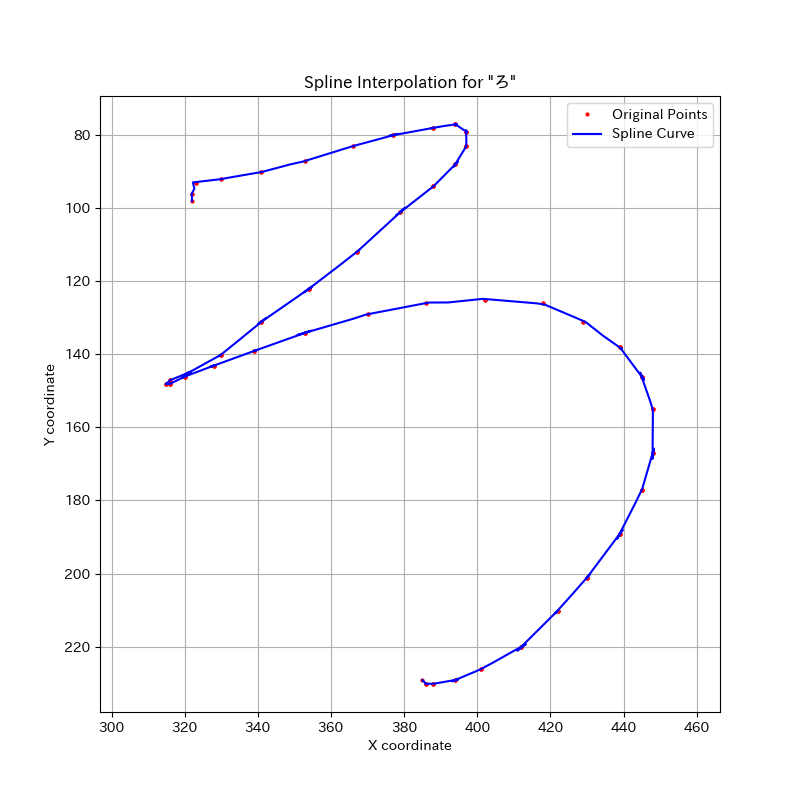 Spline Interpolation for "ろ"
Original Points
Spline Curve
Y coordinate
80
100
120
140
160
180
200
220
300 320 340 360 380 400 420 440 460
X coordinate